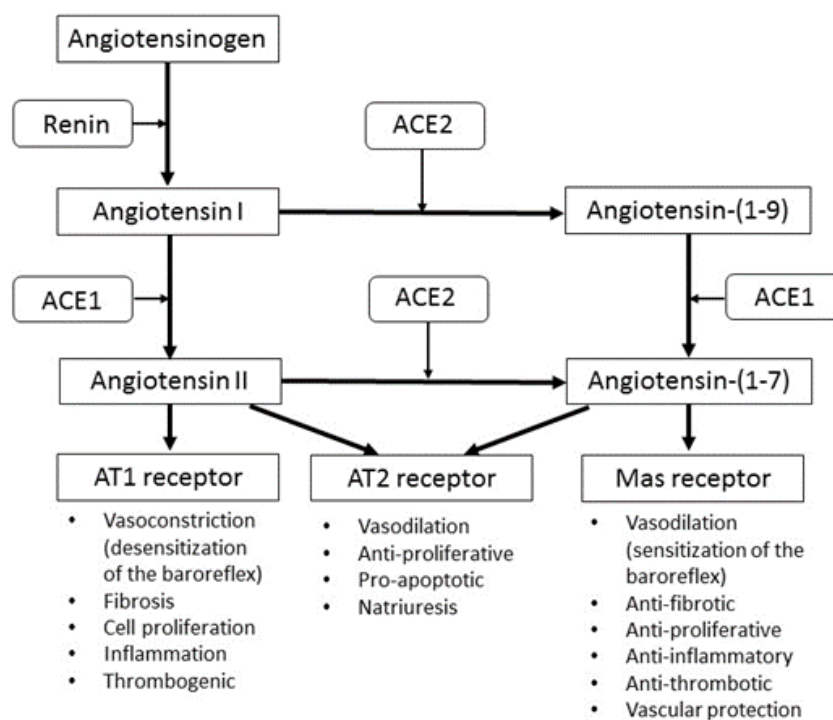 Angiotensinogen
Renin
ACE2
Angiotensin I
Angiotensin-(1-9)
ACE1
ACE2
ACE1
Angiotensin II
Angiotensin-(1-7)
AT1 receptor
• Vasoconstriction
(desensitization
of the baroreflex)
• Fibrosis
• Cell proliferation
• Inflammation
• Thrombogenic
AT2 receptor
• Vasodilation
• Anti-proliferative
• Pro-apoptotic
• Natriuresis
Mas receptor
• Vasodilation
(sensitization of the
baroreflex)
• Anti-fibrotic
• Anti-proliferative
• Anti-inflammatory
• Anti-thrombotic
• Vascular protection